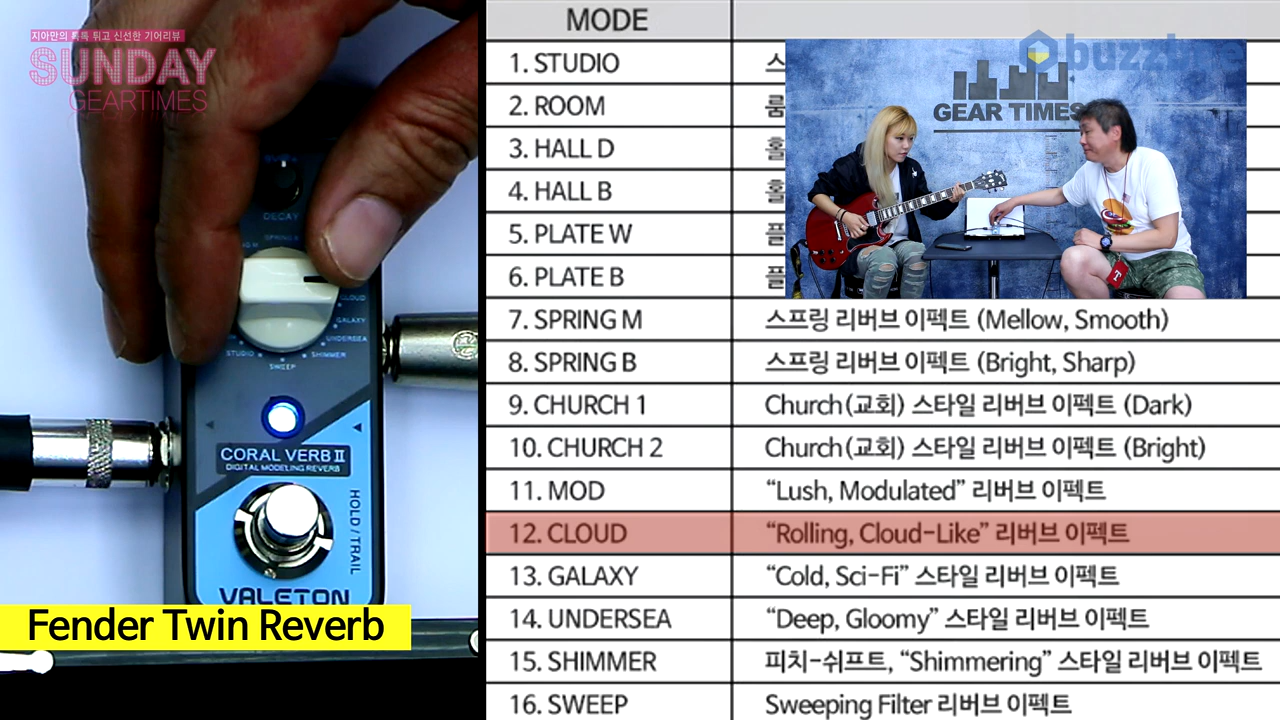 지아만의 톡톡 튀고 신선한 기어리뷰
SUNDAY
GEARTIMES
DECAY
CLOUD
GALAXY
UNDERSEA
SHIMMER
SWEEP
STUDIO
CORAL VERB II
DIGITAL MODELING REVERB
HOLD / TRAIL
VALETON
Fender Twin Reverb
MODE
1. STUDIO
2. ROOM 룸
3. HALL D 홀
4. HALL B 홀
5. PLATE W 플
6. PLATE B 플
7. SPRING M 스프링 리버브 이펙트 (Mellow, Smooth)
8. SPRING B 스프링 리버브 이펙트 (Bright, Sharp)
9. CHURCH 1 Church(교회) 스타일 리버브 이펙트 (Dark)
10. CHURCH 2 Church(교회) 스타일 리버브 이펙트 (Bright)
11. MOD “Lush, Modulated” 리버브 이펙트
12. CLOUD “Rolling, Cloud-Like” 리버브 이펙트
13. GALAXY “Cold, Sci-Fi” 스타일 리버브 이펙트
14. UNDERSEA “Deep, Gloomy” 스타일 리버브 이펙트
15. SHIMMER 피치-쉬프트, “Shimmering” 스타일 리버브 이펙트
16. SWEEP Sweeping Filter 리버브 이펙트
buzzbee
GEAR TIMES